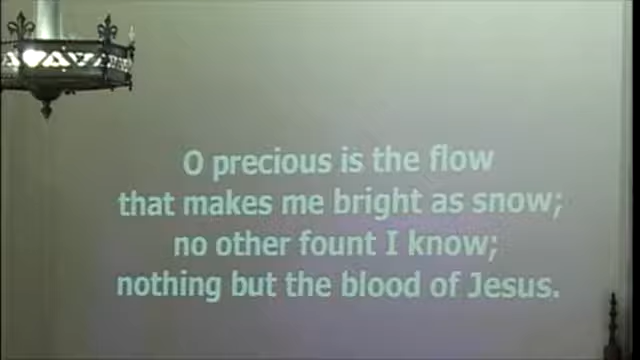 O precious is the flow
that makes me bright as snow;
no other fount I know;
nothing but the blood of Jesus.